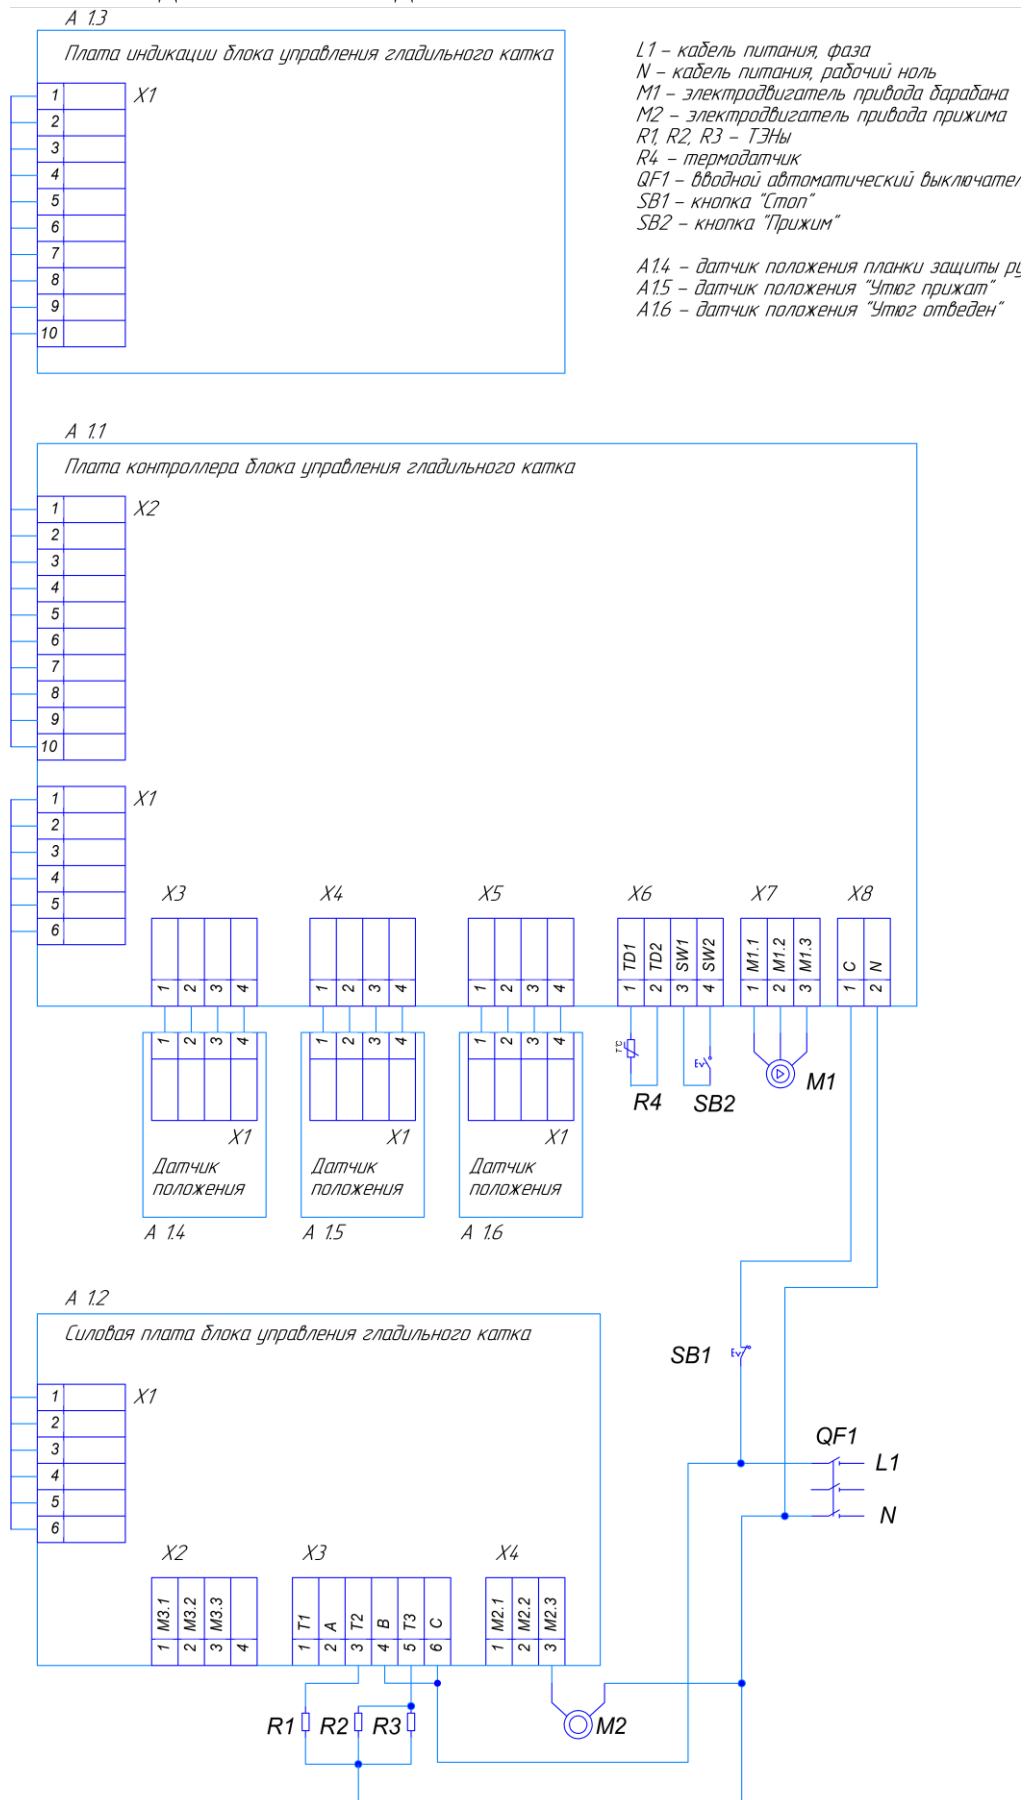 А 1.3
Плата индикации блока управления гладильного катка
X1
1
2
3
4
5
6
7
8
9
10
L1 – кабель питания, фаза
N – кабель питания, рабочий ноль
M1 – электродвигатель привода барабана
M2 – электродвигатель привода прижима
R1, R2, R3 – ТЭНы
R4 – термодатчик
QF1 – вводной автоматический выключател
SB1 – кнопка "Стоп"
SB2 – кнопка "Прижим"
А1.4 – датчик положения планки защиты ру
А1.5 – датчик положения "Утюг прижат"
А1.6 – датчик положения "Утюг отведен"
А 1.1
Плата контроллера блока управления гладильного катка
X2
1
2
3
4
5
6
7
8
9
10
X1
1
2
3
4
5
6
X3 X4 X5 X6 X7 X8
TD1 TD2 SW1 SW2 M1.1 M1.2 M1.3 C N
1 2 3 4 1 2 3 4 1 2 3 4 1 2 3 4 1 2 3 1 2
1 2 3 4 1 2 3 4 1 2 3 4
t°C
Ev
R4 SB2 M1
X1 X1 X1
Датчик Датчик Датчик
положения положения положения
А 1.4 А 1.5 А 1.6
А 1.2
Силовая плата блока управления гладильного катка
X1
1
2
3
4
5
6
SB1 Ev
QF1
L1
N
X2 X3 X4
M3.1 M3.2 M3.3 T1 A T2 B T3 C M2.1 M2.2 M2.3
1 2 3 4 1 2 3 4 5 6 1 2 3
R1 R2 R3 M2